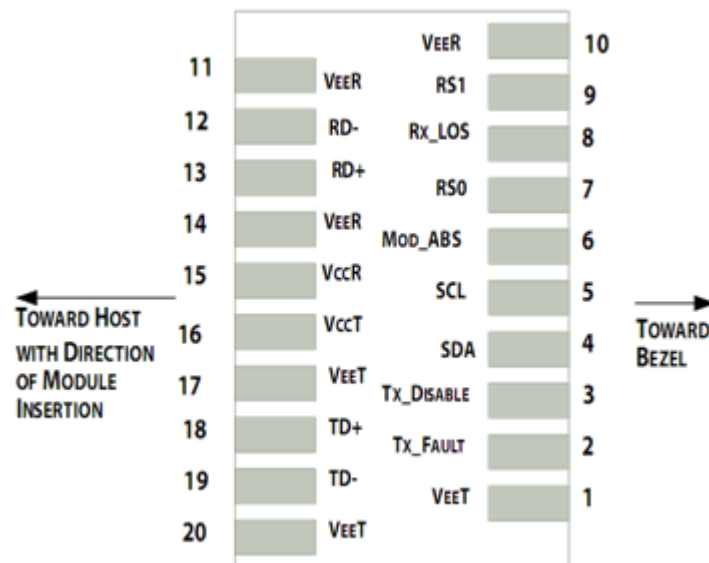 VEER 10
11 VEER
RS1 9
12 RD-
RX_LOS 8
13 RD+
RS0 7
14 VEER
MOD_ABS 6
15 VCCR
SCL 5
TOWARD HOST
WITH DIRECTION
OF MODULE
INSERTION
TOWARD
BEZEL
16 VCCT
SDA 4
17 VEET
TX_DISABLE 3
18 TD+
TX_FAULT 2
19 TD-
VEET 1
20 VEET